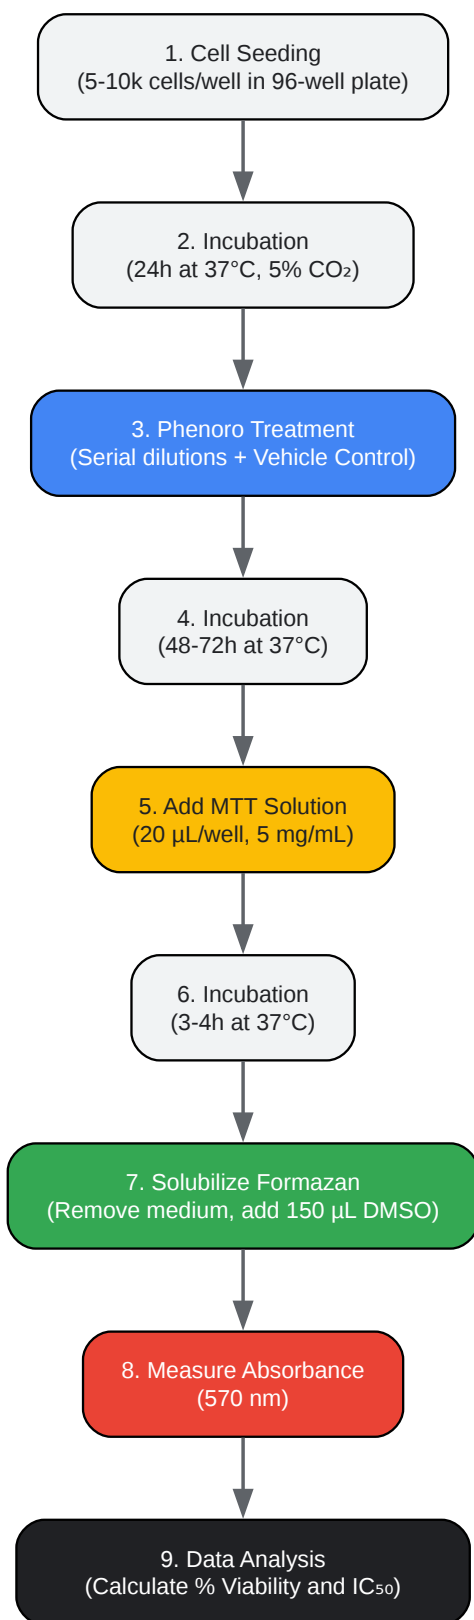 1. Cell Seeding
(5-10k cells/well in 96-well plate)
2. Incubation
(24h at 37°C, 5% CO₂)
3. Phenoro Treatment
(Serial dilutions + Vehicle Control)
4. Incubation
(48-72h at 37°C)
5. Add MTT Solution
(20 µL/well, 5 mg/mL)
6. Incubation
(3-4h at 37°C)
7. Solubilize Formazan
(Remove medium, add 150 µL DMSO)
8. Measure Absorbance
(570 nm)
9. Data Analysis
(Calculate % Viability and IC₅₀)